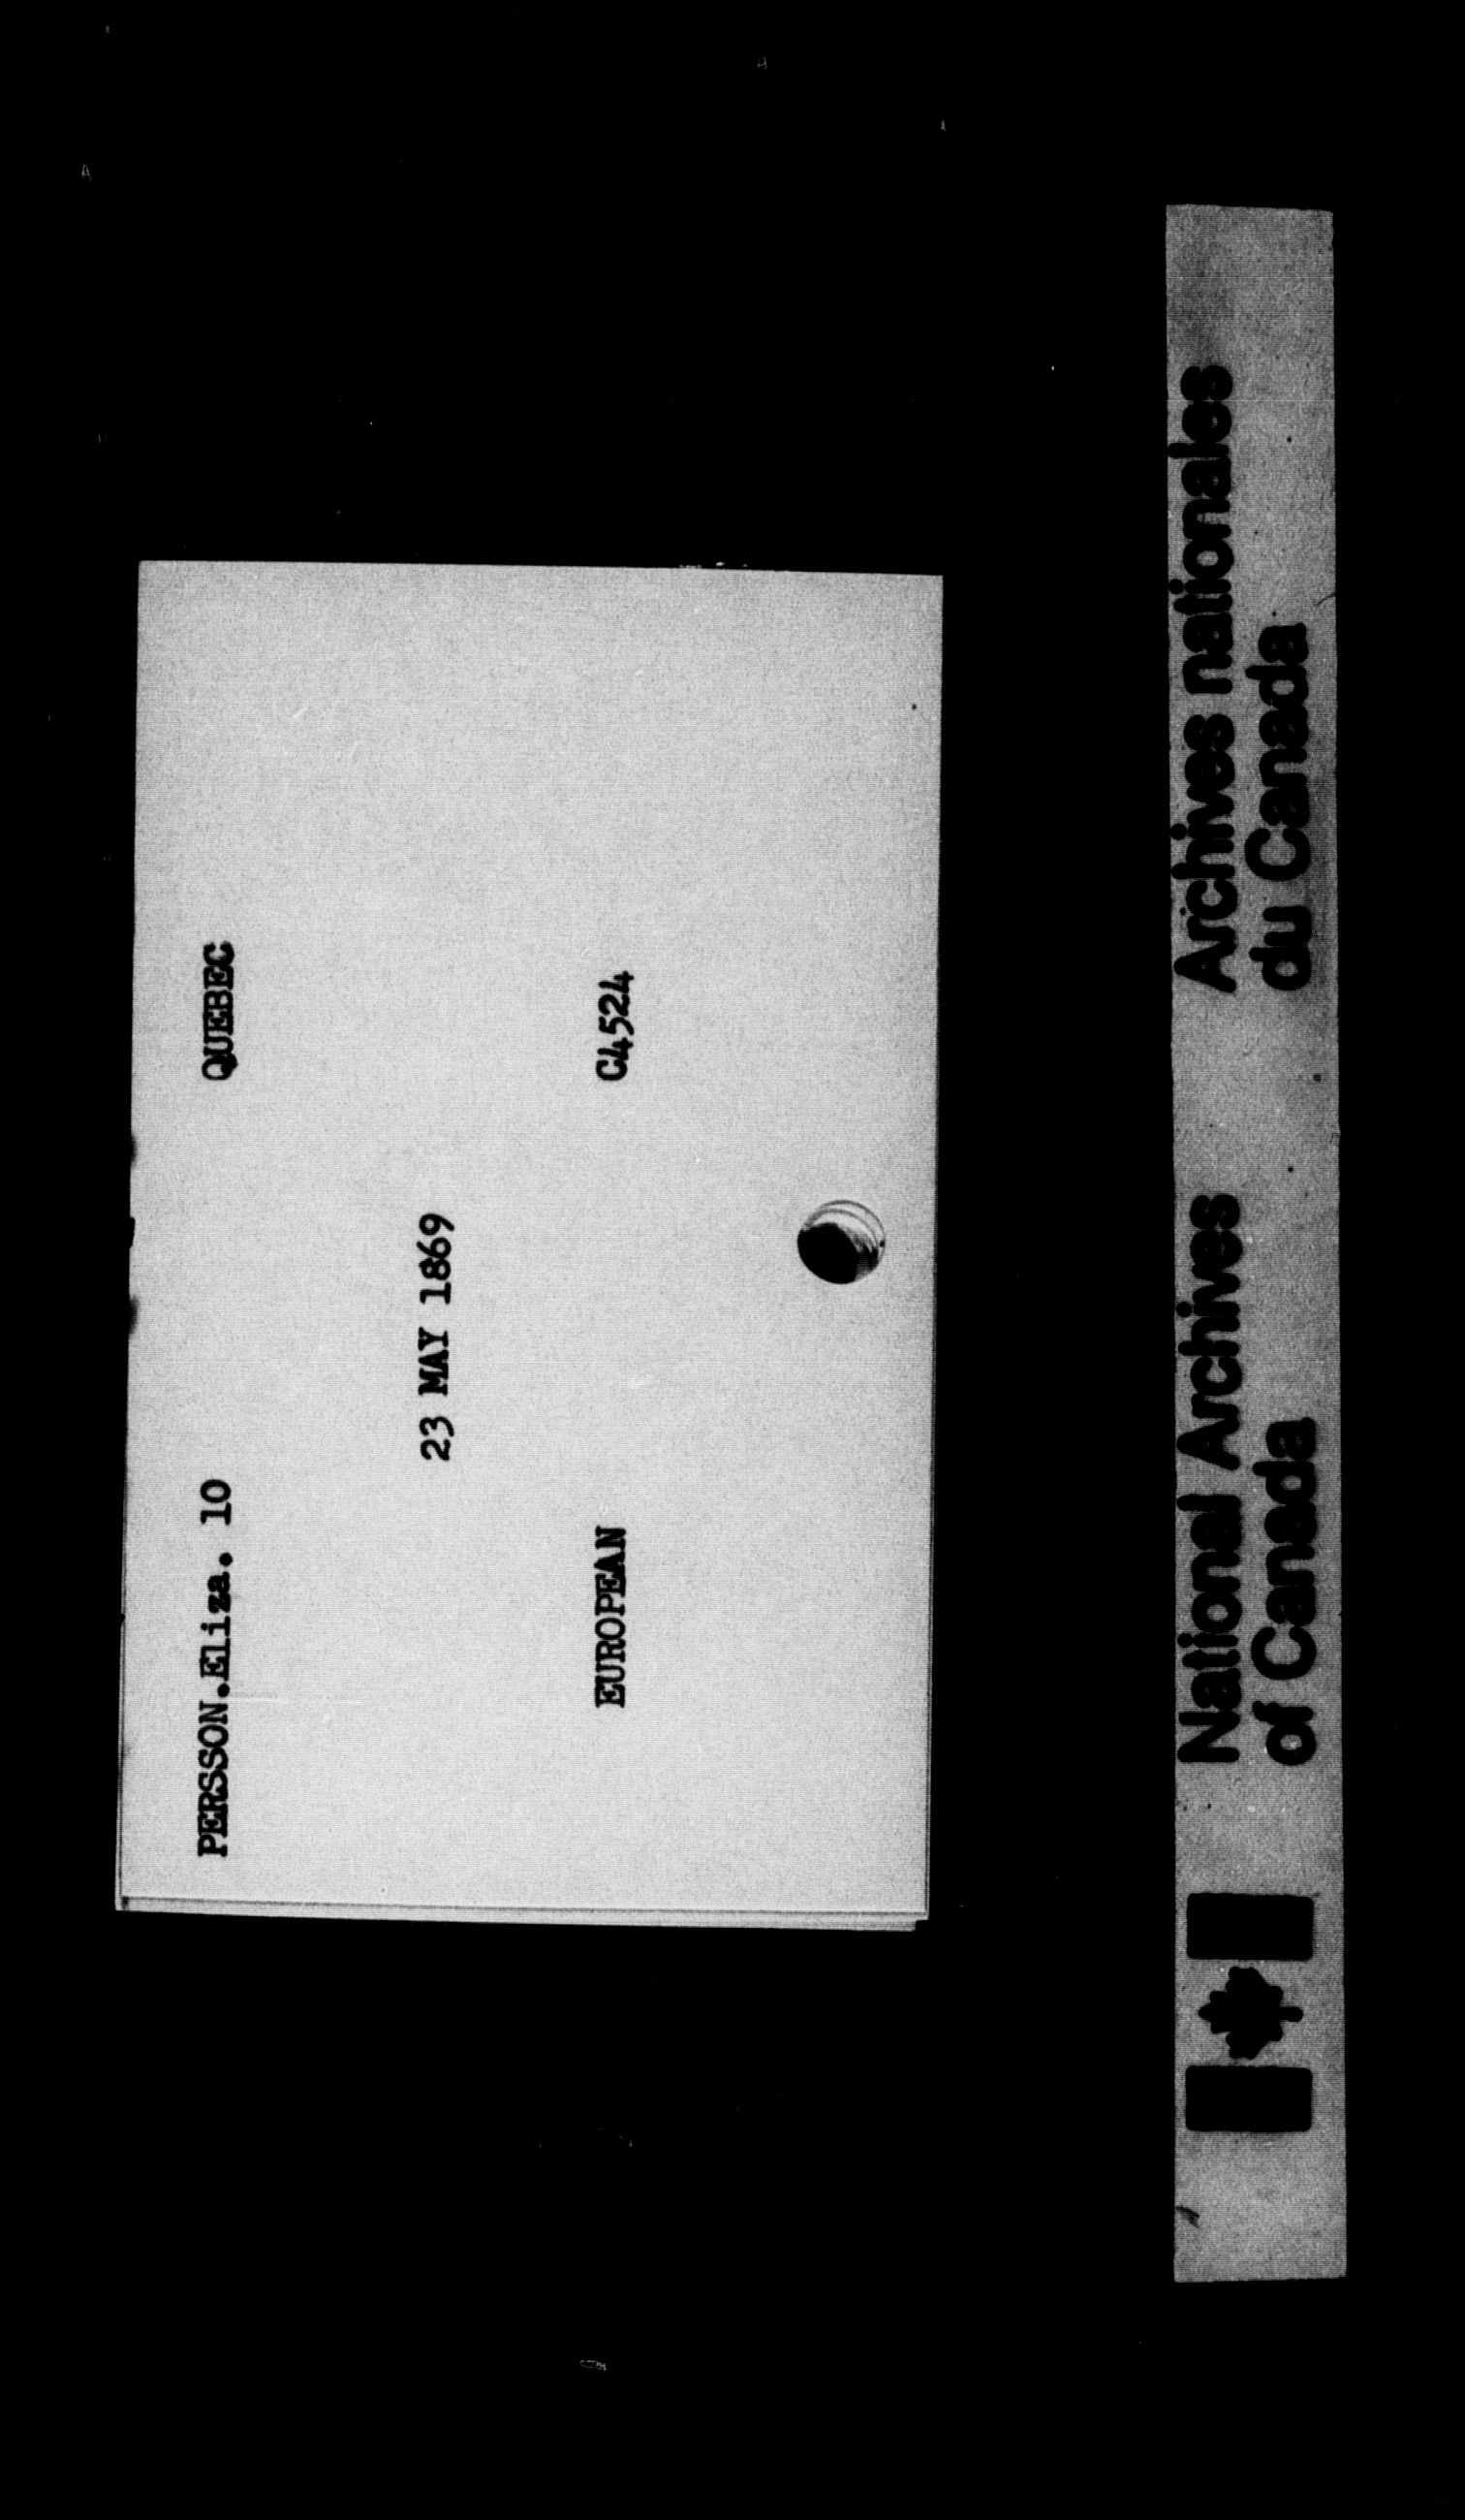 PERSSON.Eliza. 10 QUEBEC
23 MAY 1869
EUROPEAN C4524
National Archives Archives nationales
of Canada du Canada